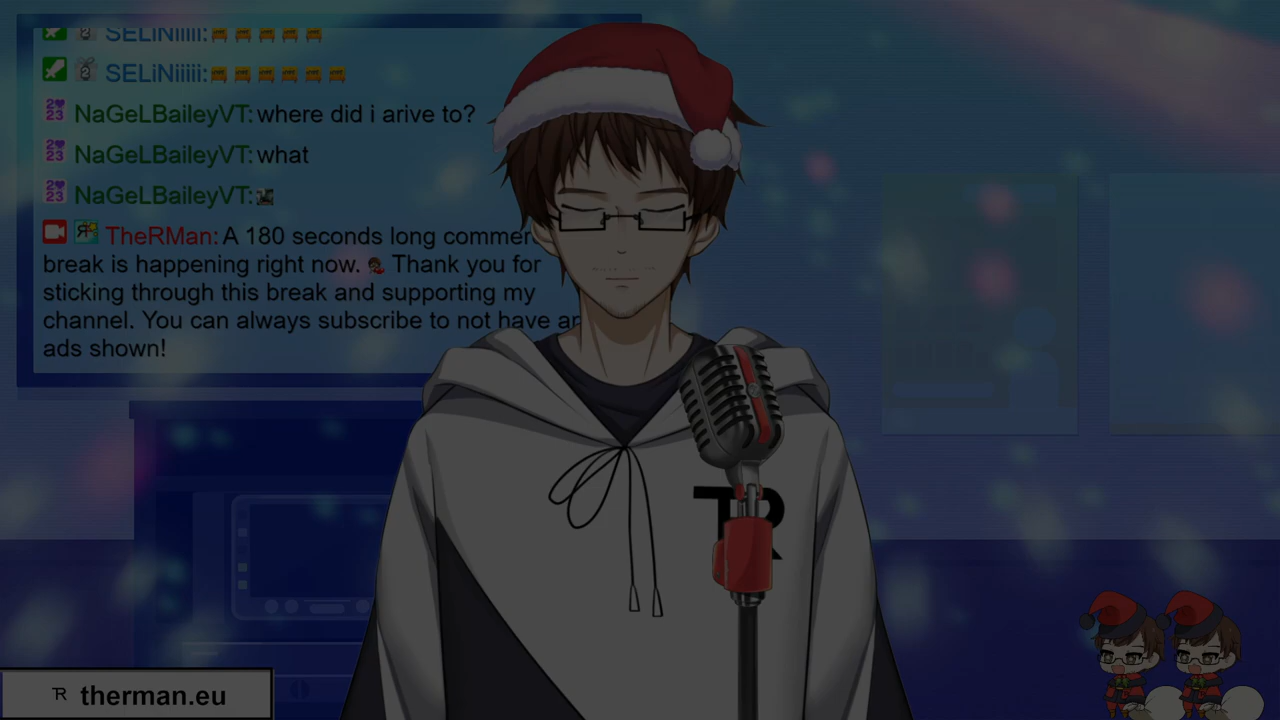 SELiNiiiii:
SELiNiiiii:
NaGeLBaileyVT: where did i arive to?
NaGeLBaileyVT: what
NaGeLBaileyVT:
TheRMan: A 180 seconds long commer
break is happening right now. Thank you for
sticking through this break and supporting my
channel. You can always subscribe to not have an
ads shown!
TR
TR therman.eu